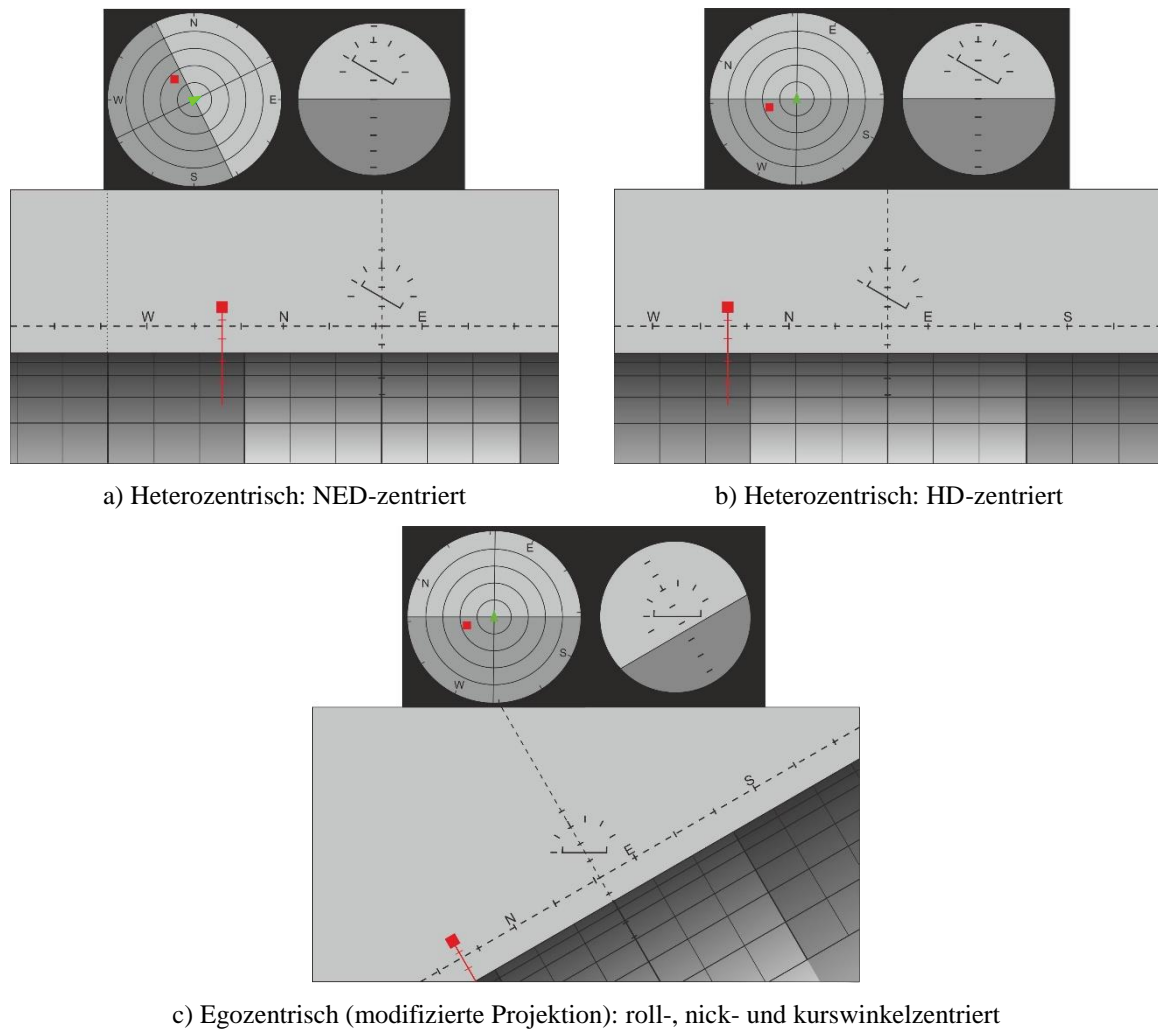 N
W
E
S
E
N
S
W
W N E
W N E S
a) Heterozentrisch: NED-zentriert
b) Heterozentrisch: HD-zentriert
E
N
S
W
S
E
N
c) Egozentrisch (modifizierte Projektion): roll-, nick- und kurswinkelzentriert